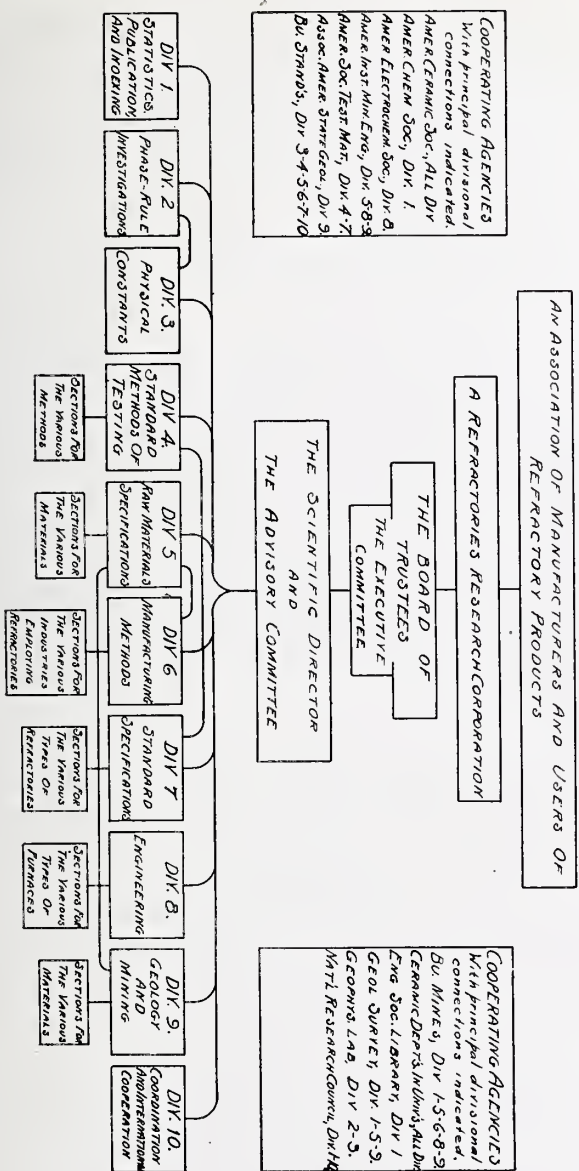 AN ASSOCIATION OF MANUFACTURERS AND USERS OF
REFRACTORY PRODUCTS
A REFRACTORIES RESEARCH CORPORATION
THE BOARD OF
TRUSTEES
THE EXECUTIVE
COMMITTEE
THE SCIENTIFIC DIRECTOR
AND
THE ADVISORY COMMITTEE
COOPERATING AGENCIES
With principal divisional
connections indicated.
AMER. CERAMIC SOC., ALL DIV
AMER CHEM SOC, DIV. 1.
AMER ELECTROCHEM. SOC, DIV 8.
AMER. INST. MIN. ENG, DIV. 5-8-9.
AMER. SOC. TEST. MAT., DIV. 4-7.
ASSOC. AMER. STATE GEOL., DIV 9.
BU. STAND'S., DIV 3-4-5-6-7-10
COOPERATING AGENCIES
With principal divisional
connections indicated.
BU. MINES, DIV 1-5-6-8-9.
CERAMIC DEPT'S. IN UNIV'S, ALL DIV.
ENG SOC. LIBRARY, DIV 1
GEOL SURVEY, DIV. 1-5-9.
GEOPHYS. LAB, DIV 2-3.
NAT'L RESEARCH COUNCIL, DIV.
DIV 1.
STATISTICS,
PUBLICATION,
AND INDEXING
DIV. 2
PHASE-RULE
INVESTIGATIONS
DIV. 3.
PHYSICAL
CONSTANTS
DIV 4.
STANDARD
METHODS OF
TESTING
DIV 5
RAW MATERIALS
SPECIFICATIONS
DIV 6
MANUFACTURING
METHODS
DIV 7
STANDARD
SPECIFICATIONS
DIV. 8.
ENGINEERING
DIV. 9.
GEOLOGY
AND
MINING
DIV. 10.
COORDINATION
AND INTERNATIONAL
COOPERATION
SECTIONS FOR
THE VARIOUS
METHODS
SECTIONS FOR
THE VARIOUS
MATERIALS
SECTIONS FOR
THE VARIOUS
INDUSTRIES
EMPLOYING
REFRACTORIES
SECTIONS FOR
THE VARIOUS
TYPES OF
REFRACTORIES
SECTIONS FOR
THE VARIOUS
TYPES OF
FURNACES
SECTIONS FOR
THE VARIOUS
MATERIALS